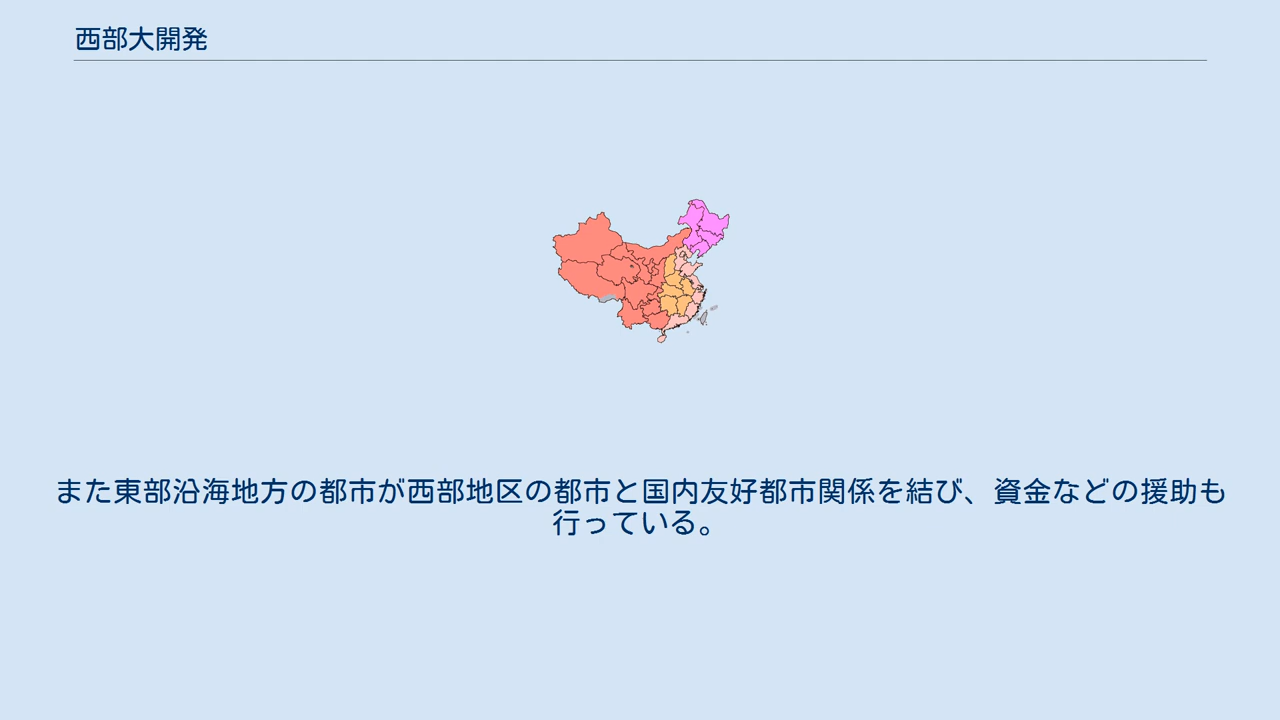 西部大開発
また東部沿海地方の都市が西部地区の都市と国内友好都市関係を結び、資金などの援助も
行っている。